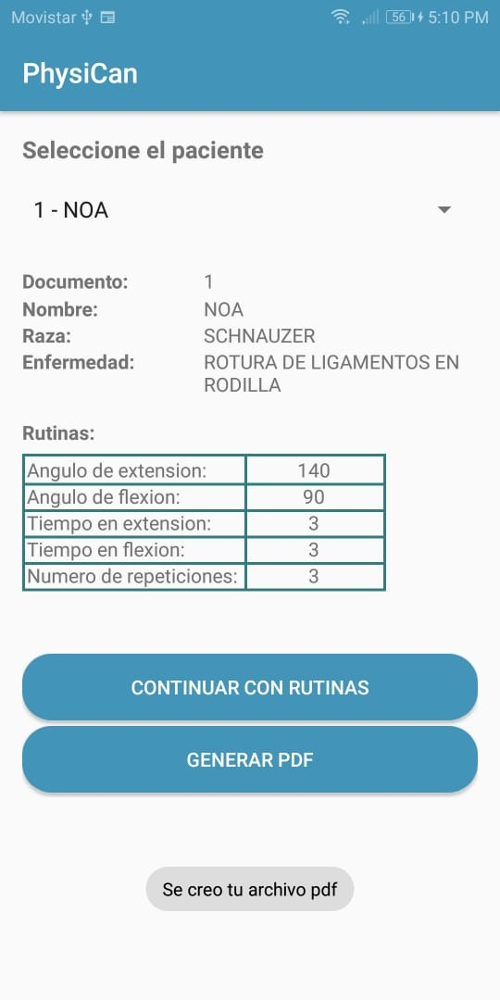 Movistar 56 5:10 PM
PhysiCan
Seleccione el paciente
1 - NOA
Documento: 1
Nombre: NOA
Raza: SCHNAUZER
Enfermedad: ROTURA DE LIGAMENTOS EN
RODILLA
Rutinas:
Angulo de extension: 140
Angulo de flexion: 90
Tiempo en extension: 3
Tiempo en flexion: 3
Numero de repeticiones: 3
CONTINUAR CON RUTINAS
GENERAR PDF
Se creo tu archivo pdf